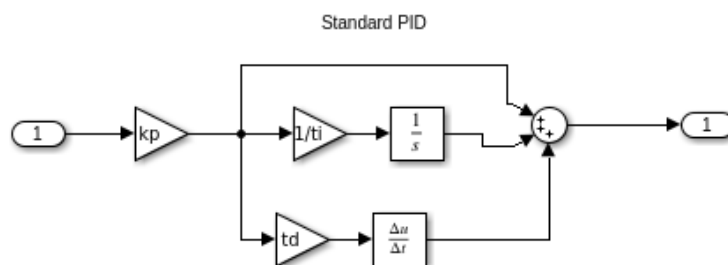 Standard PID
1
kp
1/ti
1
s
+
+
+
1
td
Δu
Δt